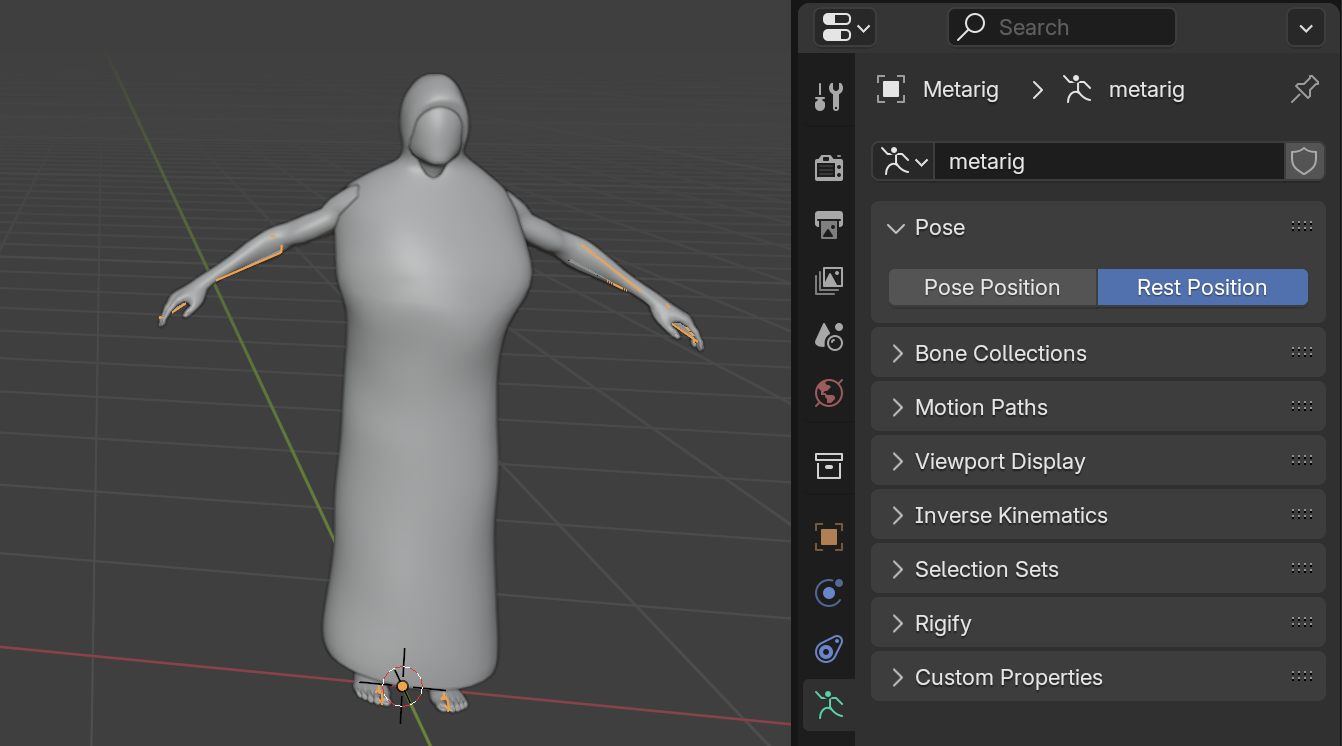 Search
Metarig > metarig
metarig
Pose
Pose Position Rest Position
Bone Collections
Motion Paths
Viewport Display
Inverse Kinematics
Selection Sets
Rigify
Custom Properties